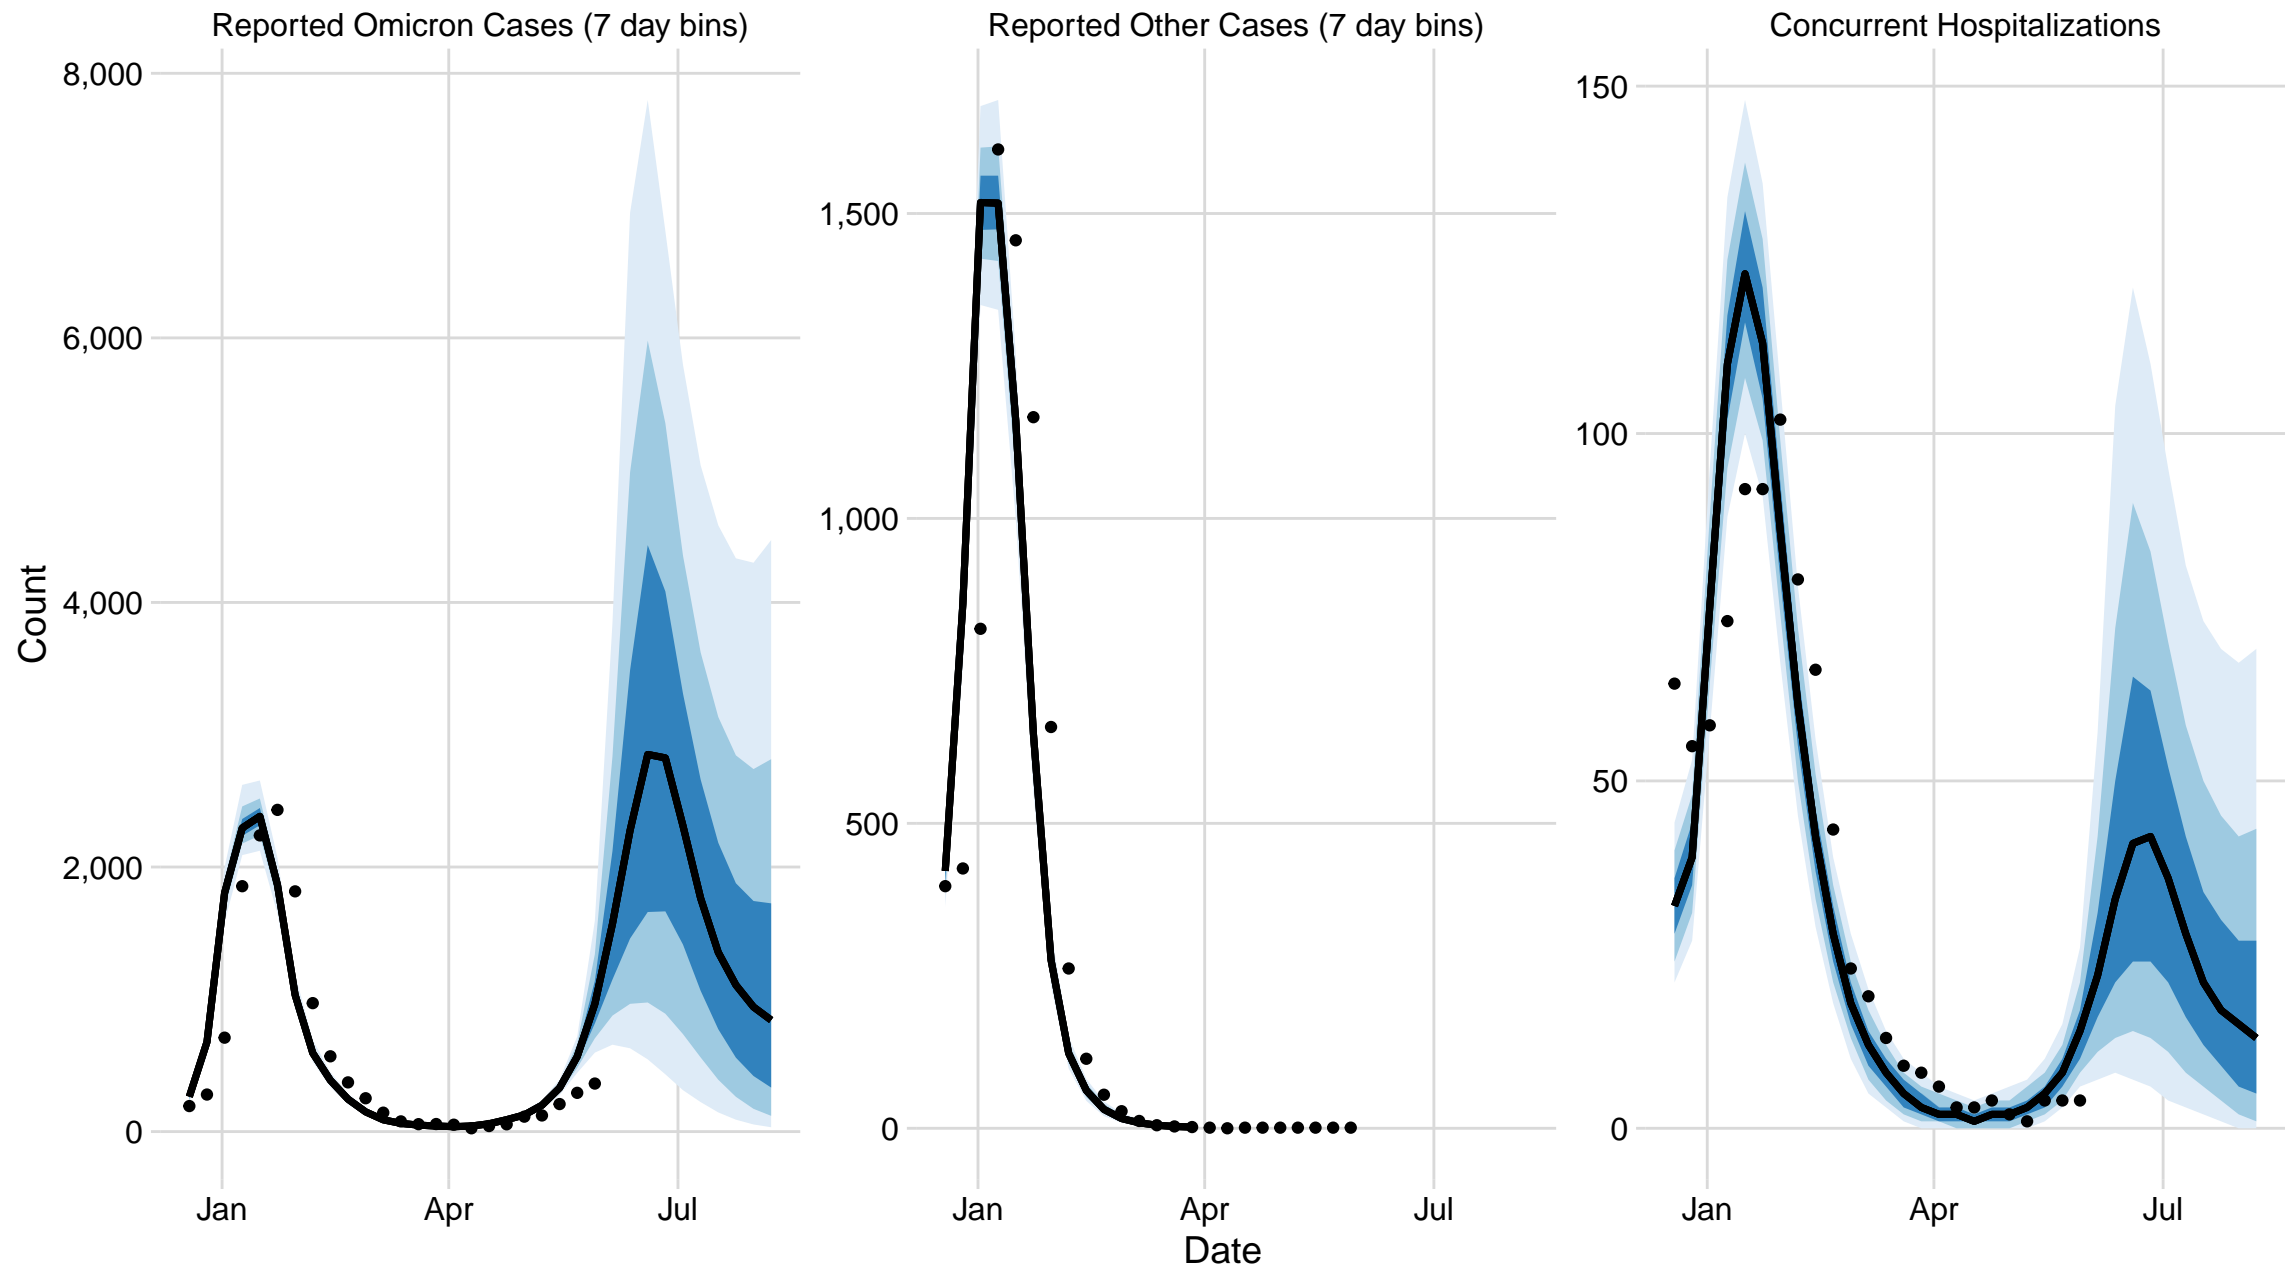 Reported Omicron Cases (7 day bins)
Reported Other Cases (7 day bins)
Concurrent Hospitalizations
Count
8,000
6,000
4,000
2,000
0
1,500
1,000
500
0
150
100
50
0
Jan Apr Jul
Jan Apr Jul
Jan Apr Jul
Date